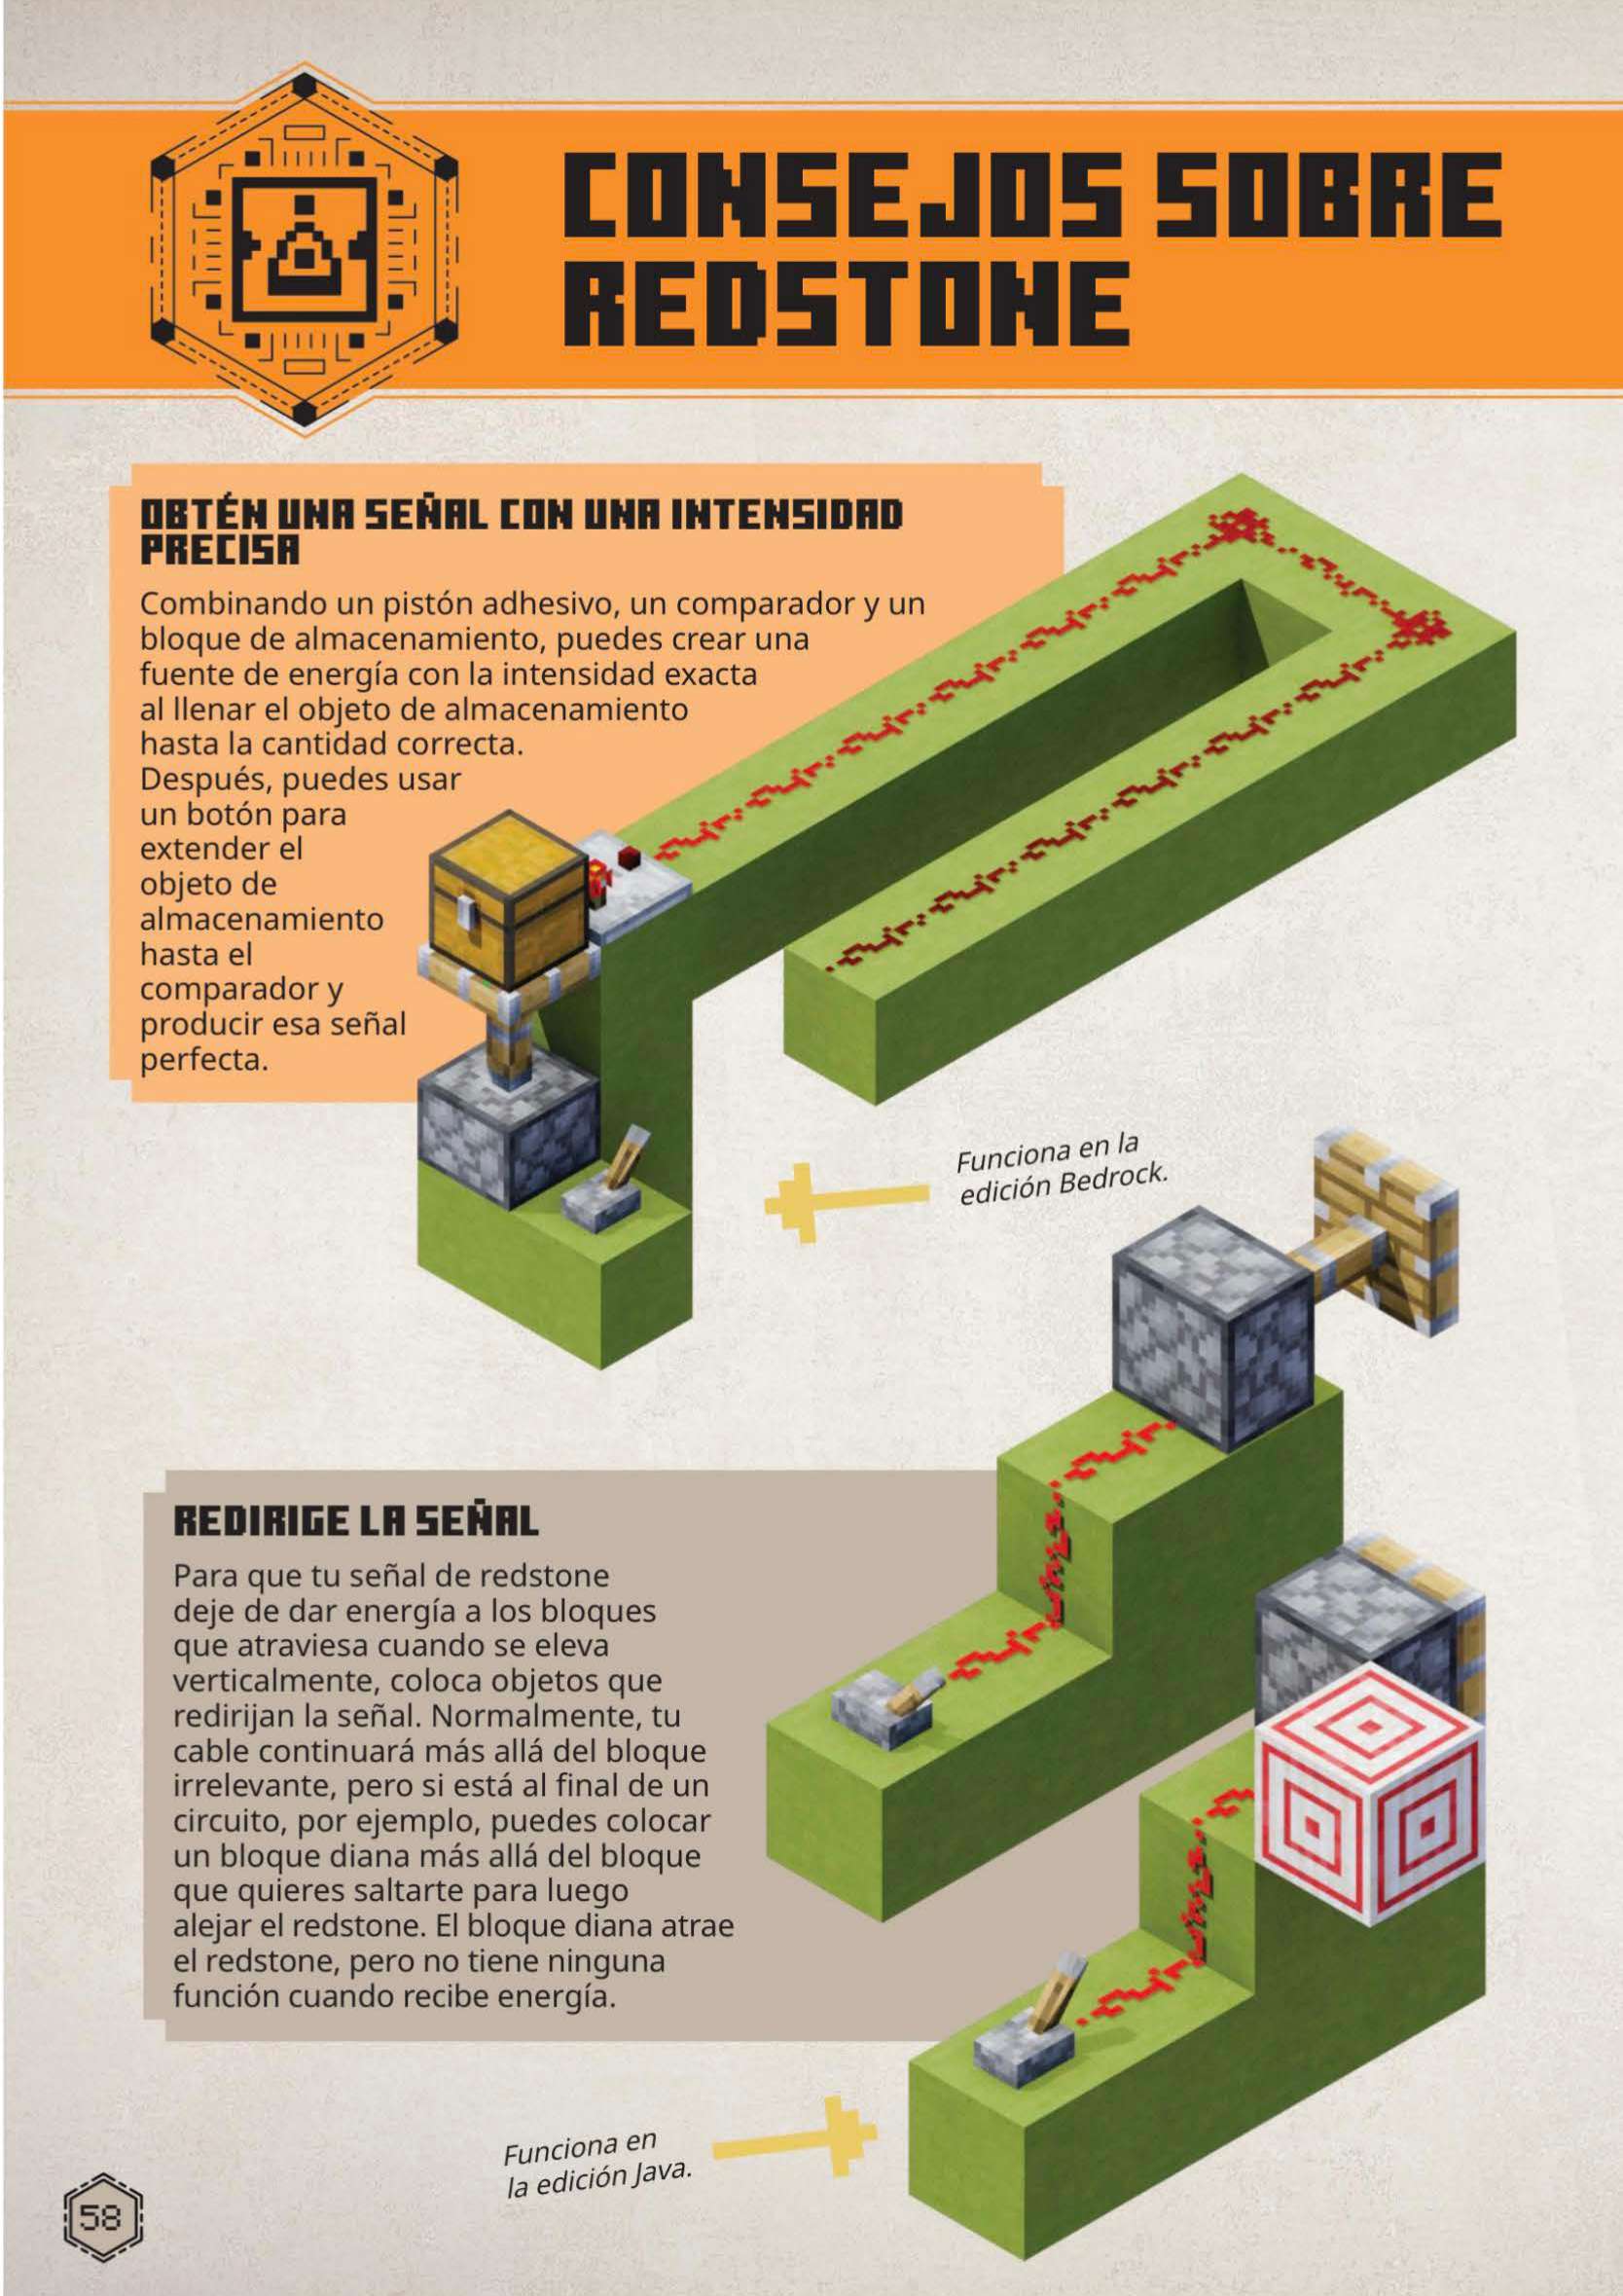 CONSEJOS SOBRE
REDSTONE
OBTÉN UNA SEÑAL CON UNA INTENSIDAD
PRECISA
Combinando un pistón adhesivo, un comparador y un
bloque de almacenamiento, puedes crear una
fuente de energía con la intensidad exacta
al llenar el objeto de almacenamiento
hasta la cantidad correcta.
Después, puedes usar
un botón para
extender el
objeto de
almacenamiento
hasta el
comparador y
producir esa señal
perfecta.
Funciona en la
edición Bedrock.
REDIRIGE LA SEÑAL
Para que tu señal de redstone
deje de dar energía a los bloques
que atraviesa cuando se eleva
verticalmente, coloca objetos que
redirijan la señal. Normalmente, tu
cable continuará más allá del bloque
irrelevante, pero si está al final de un
circuito, por ejemplo, puedes colocar
un bloque diana más allá del bloque
que quieres saltarte para luego
alejar el redstone. El bloque diana atrae
el redstone, pero no tiene ninguna
función cuando recibe energía.
Funciona en
la edición Java.
58